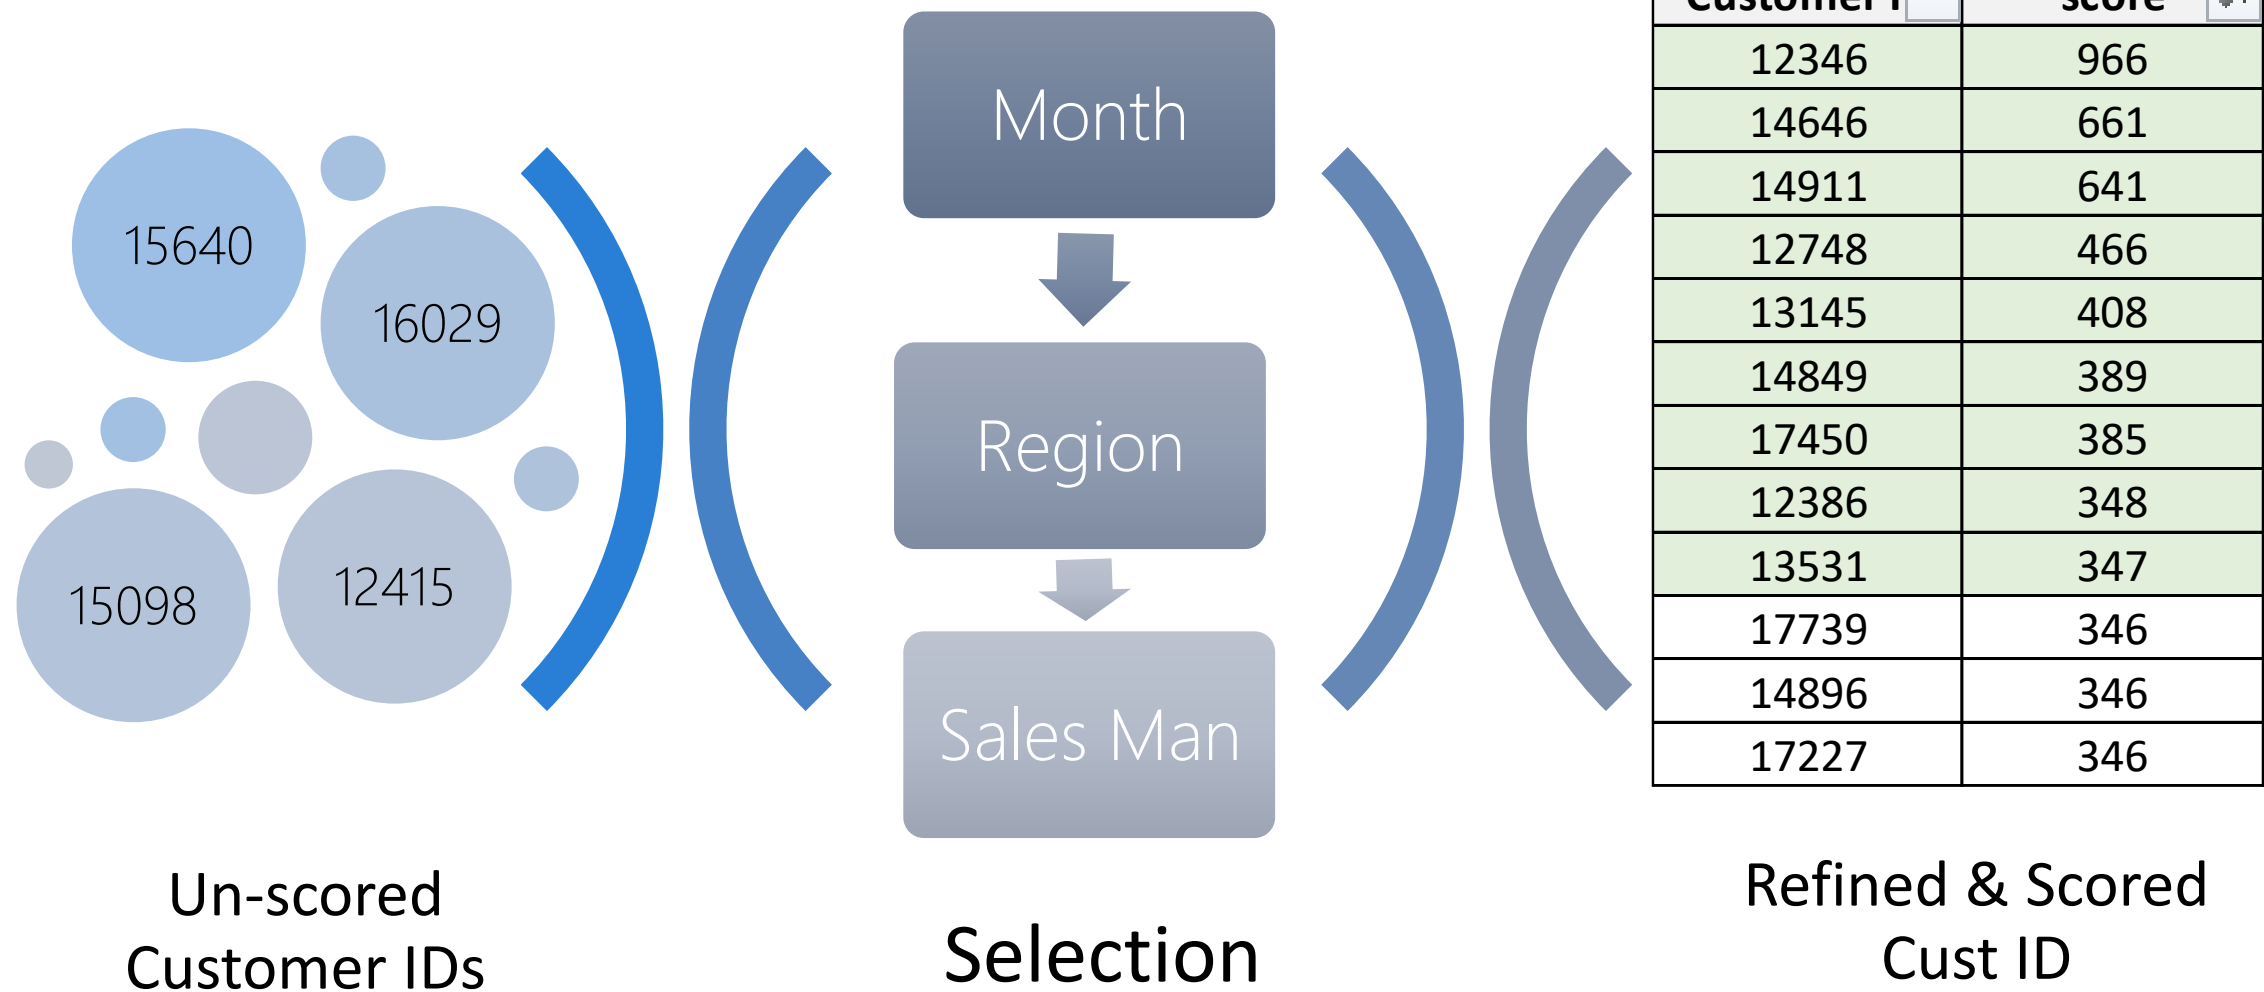 15640
16029
15098
12415
Un-scored
Customer IDs
Month
Region
Sales Man
Selection
score
12346 966
14646 661
14911 641
12748 466
13145 408
14849 389
17450 385
12386 348
13531 347
17739 346
14896 346
17227 346
Refined & Scored
Cust ID